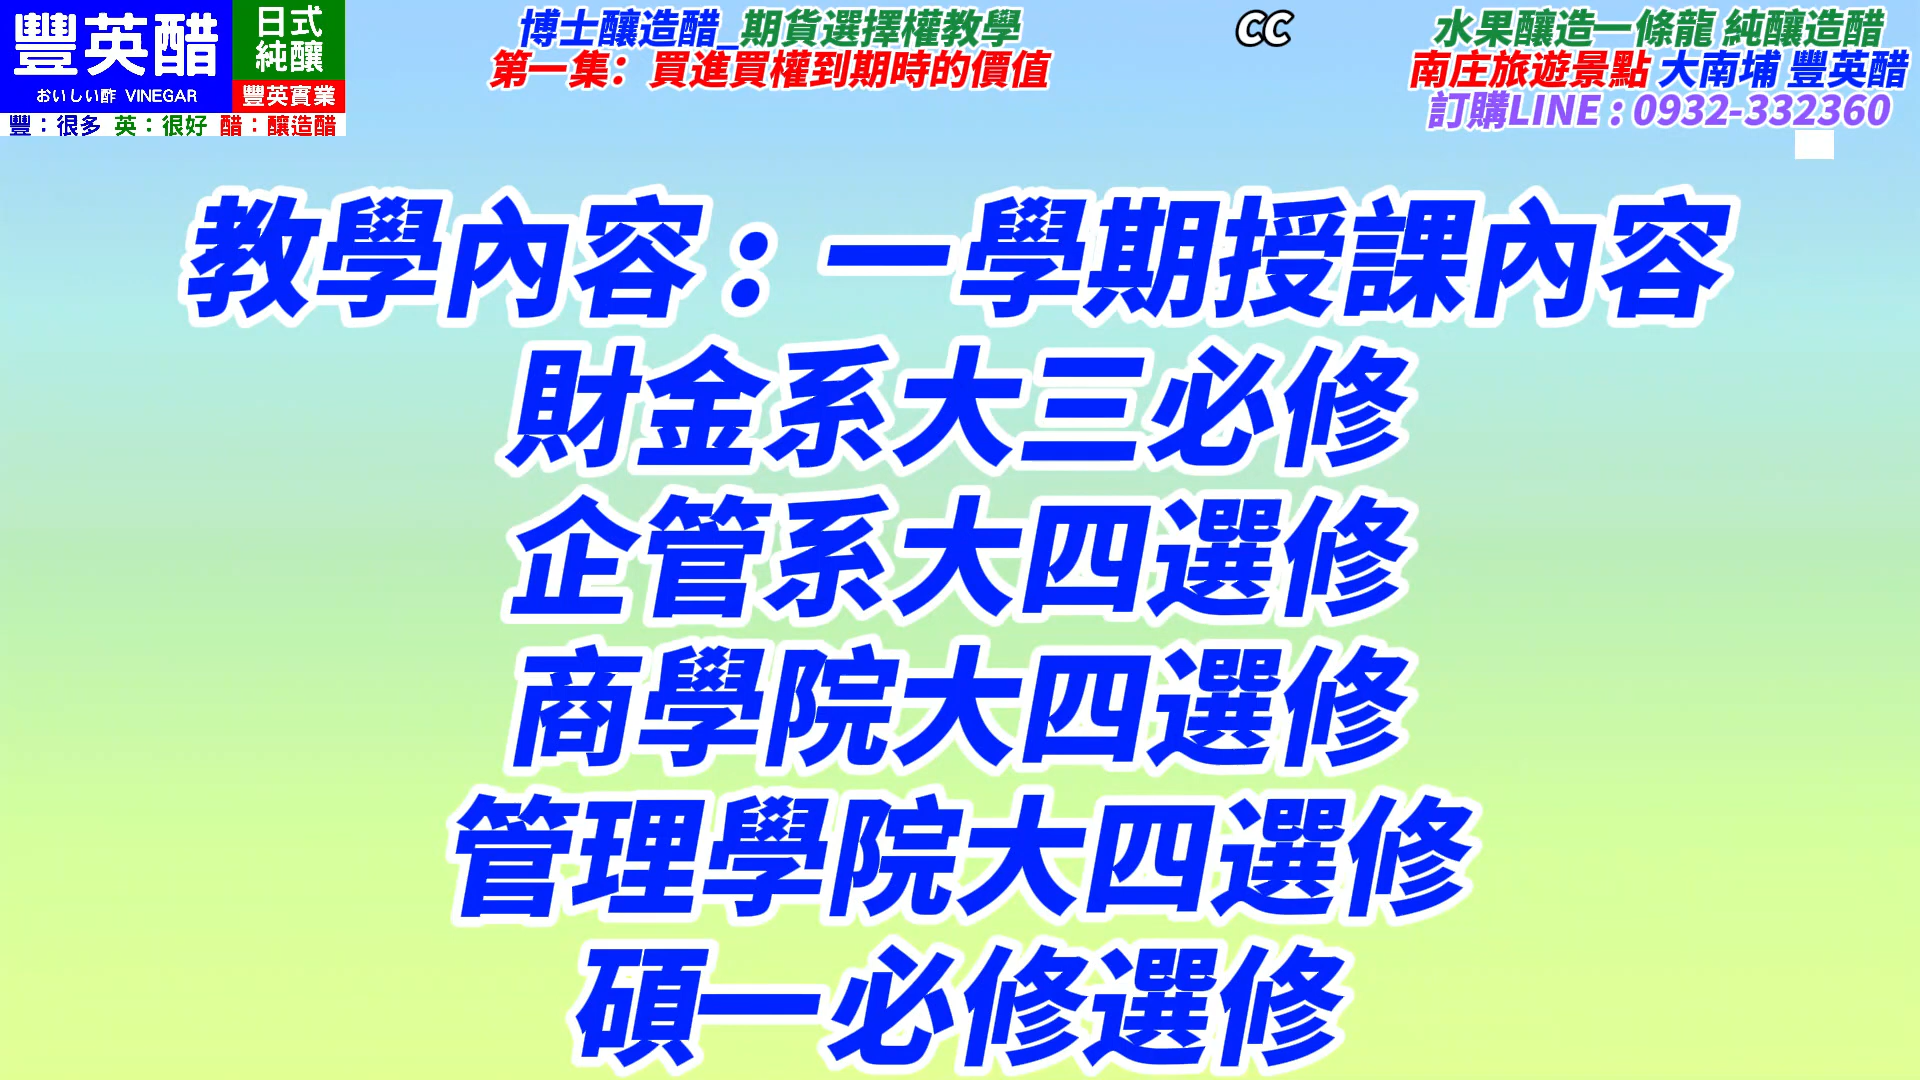 豐英醋
おいしい酢 VINEGAR
日式
純釀
豐英實業
豐：很多 英：很好 醋：釀造醋
博士釀造醋_期貨選擇權教學
第一集：買進買權到期時的價值
CC
水果釀造一條龍 純釀造醋
南庄旅遊景點 大南埔 豐英醋
訂購LINE : 0932-332360
教學內容：一學期授課內容
財金系大三必修
企管系大四選修
商學院大四選修
管理學院大四選修
碩一必修選修